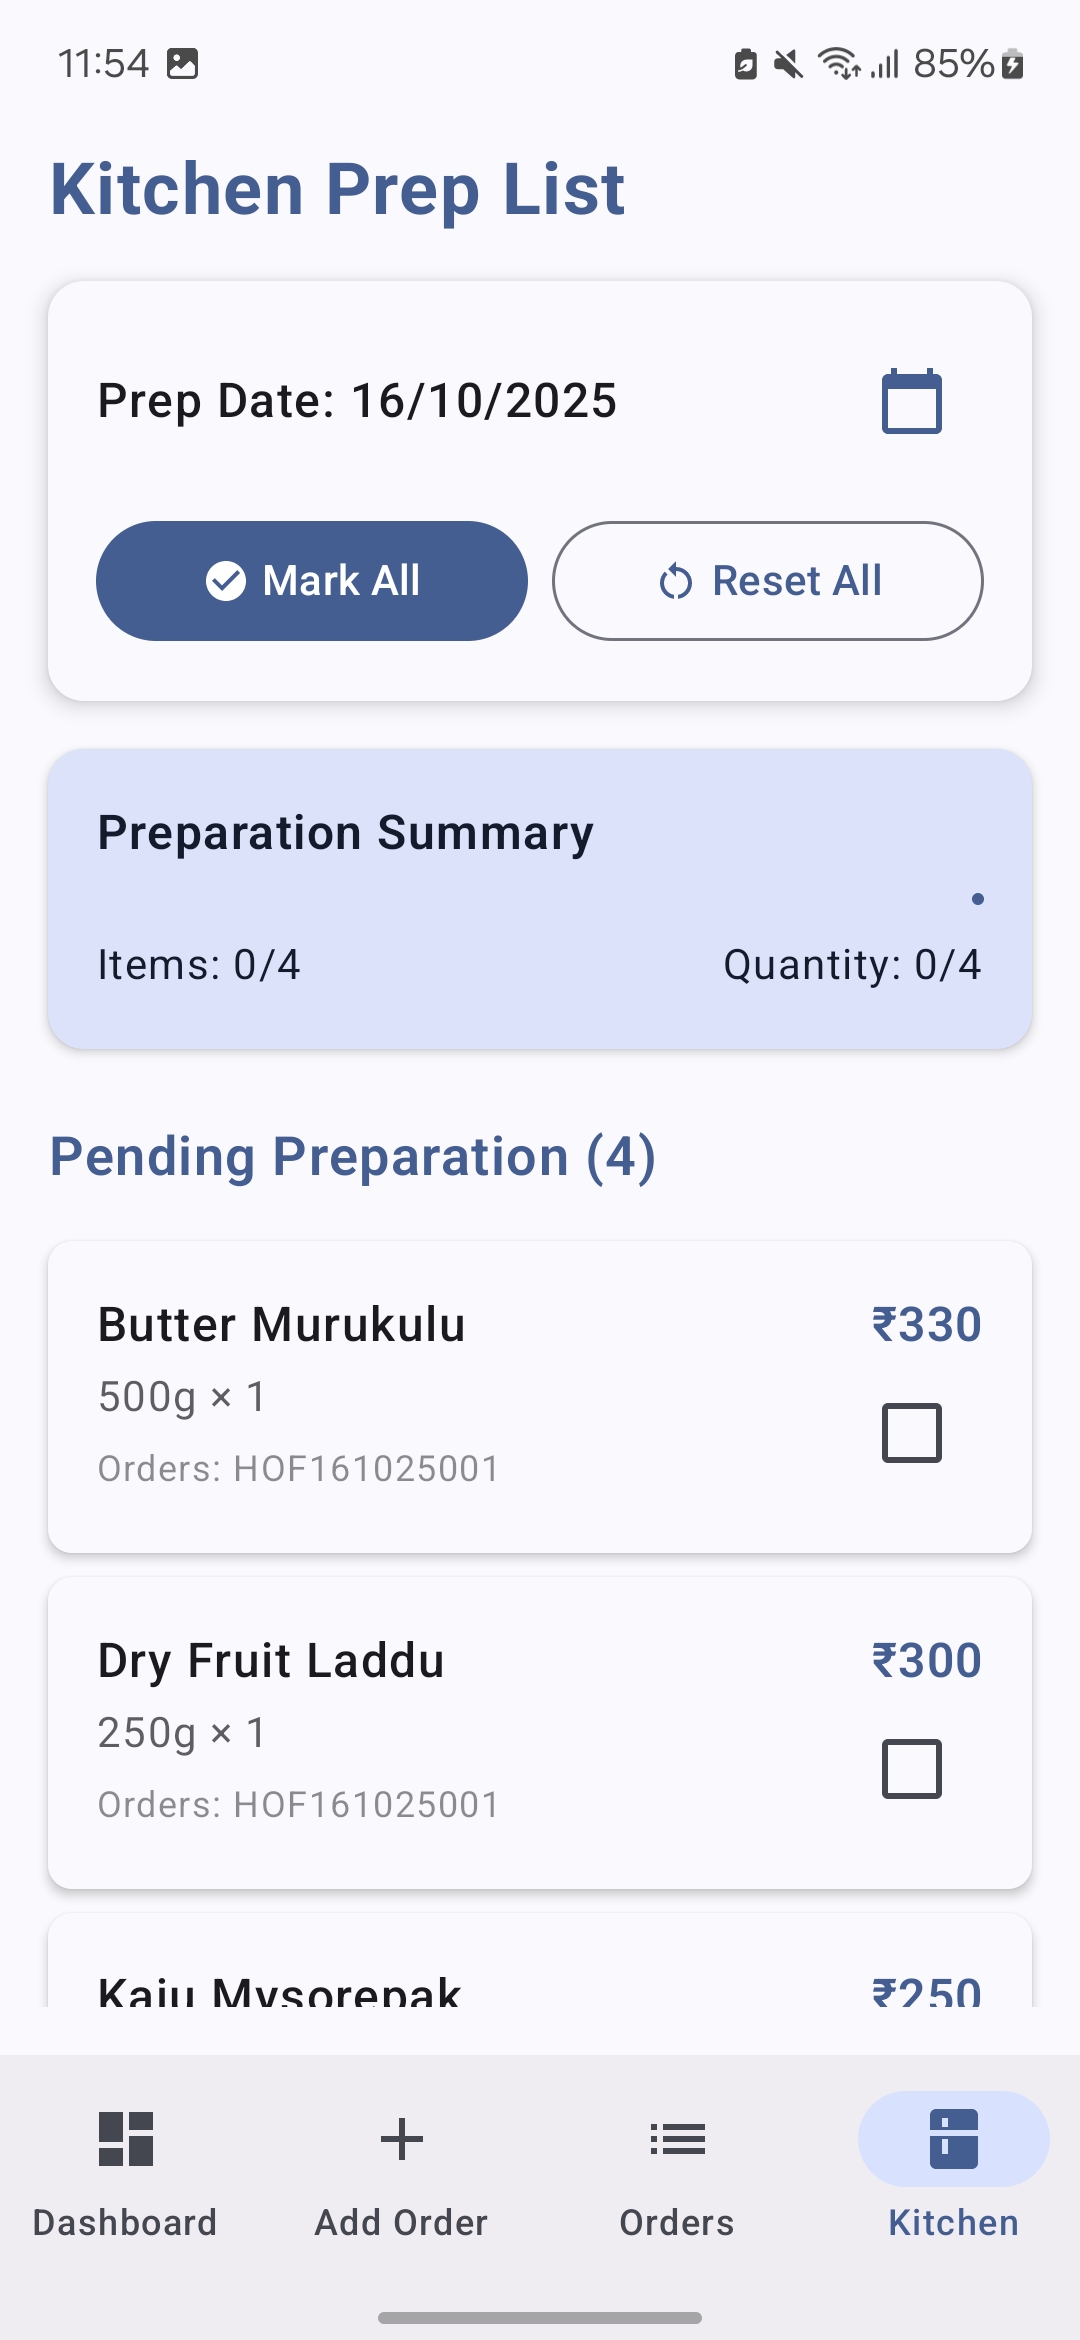 11:54 85%
Kitchen Prep List
Prep Date: 16/10/2025
Mark All Reset All
Preparation Summary
Items: 0/4 Quantity: 0/4
Pending Preparation (4)
Butter Murukulu ₹330
500g × 1
Orders: HOF161025001
Dry Fruit Laddu ₹300
250g × 1
Orders: HOF161025001
Kaju Mysorepak ₹250
Dashboard Add Order Orders Kitchen